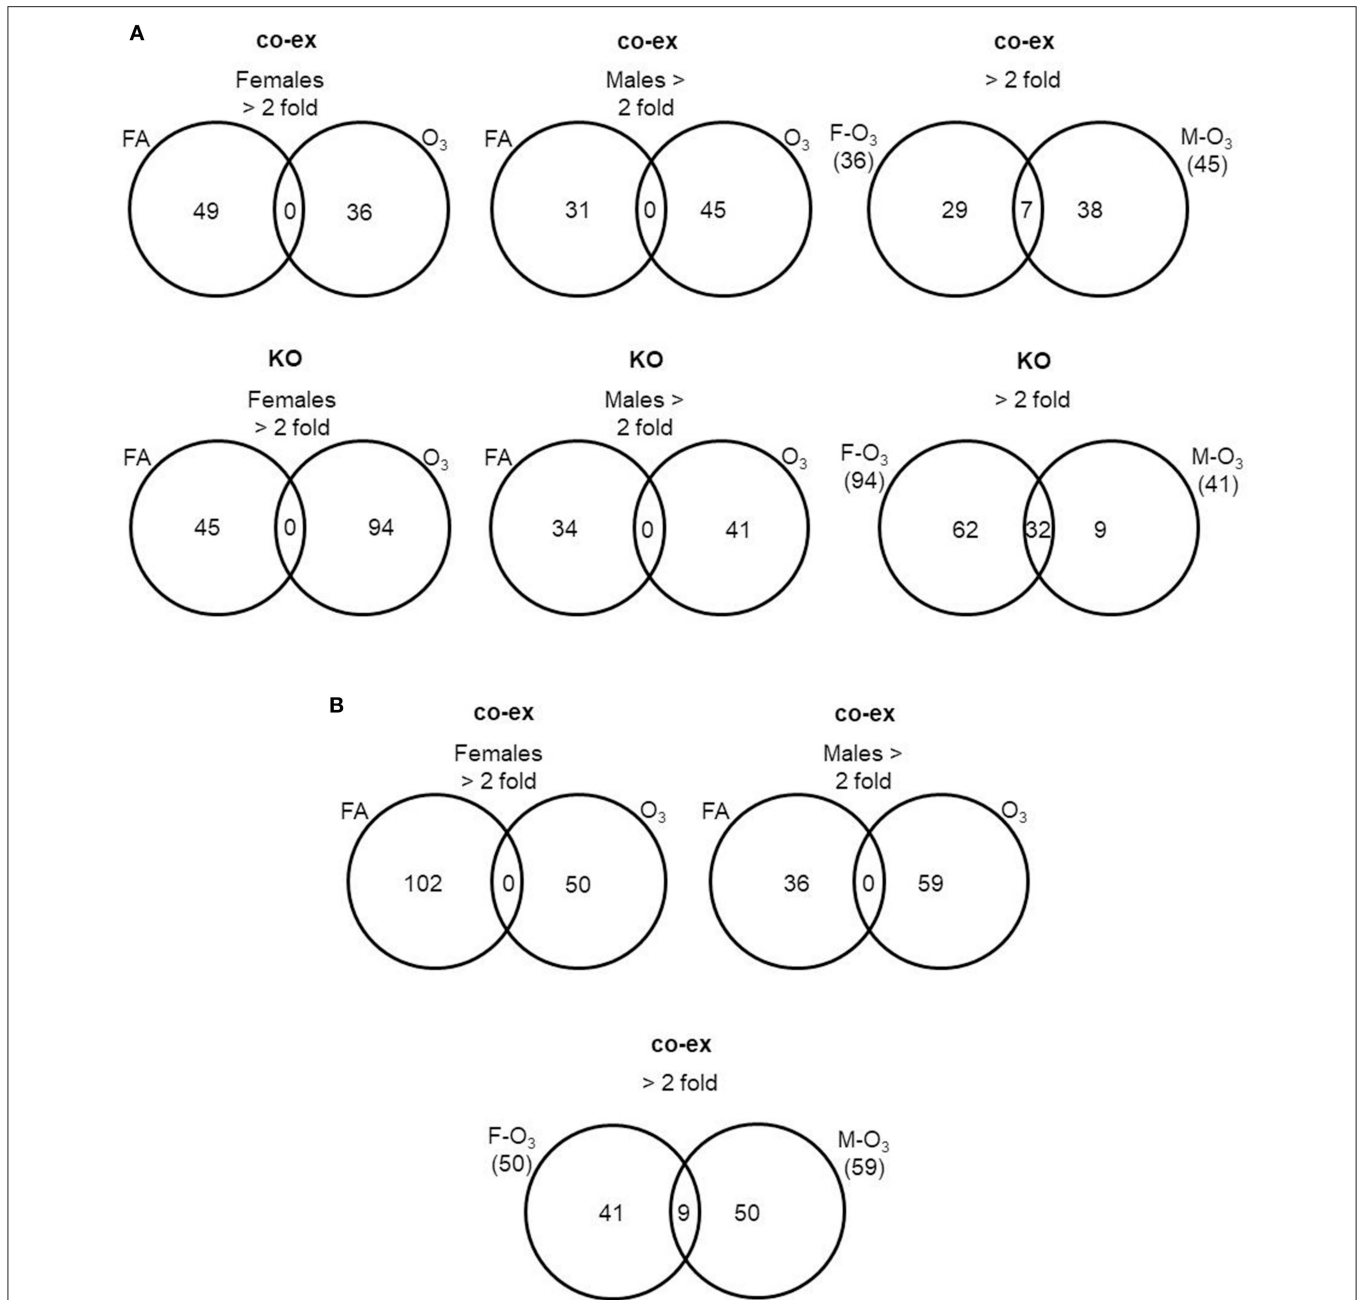 A
co-ex
Females
> 2 fold
FA
O₃
49
0
36
co-ex
Males >
2 fold
FA
O₃
31
0
45
co-ex
> 2 fold
F-O₃
(36)
M-O₃
(45)
29
7
38
KO
Females
> 2 fold
FA
O₃
45
0
94
KO
Males >
2 fold
FA
O₃
34
0
41
KO
> 2 fold
F-O₃
(94)
M-O₃
(41)
62
32
9
B
co-ex
Females
> 2 fold
FA
O₃
102
0
50
co-ex
Males >
2 fold
FA
O₃
36
0
59
co-ex
> 2 fold
F-O₃
(50)
M-O₃
(59)
41
9
50